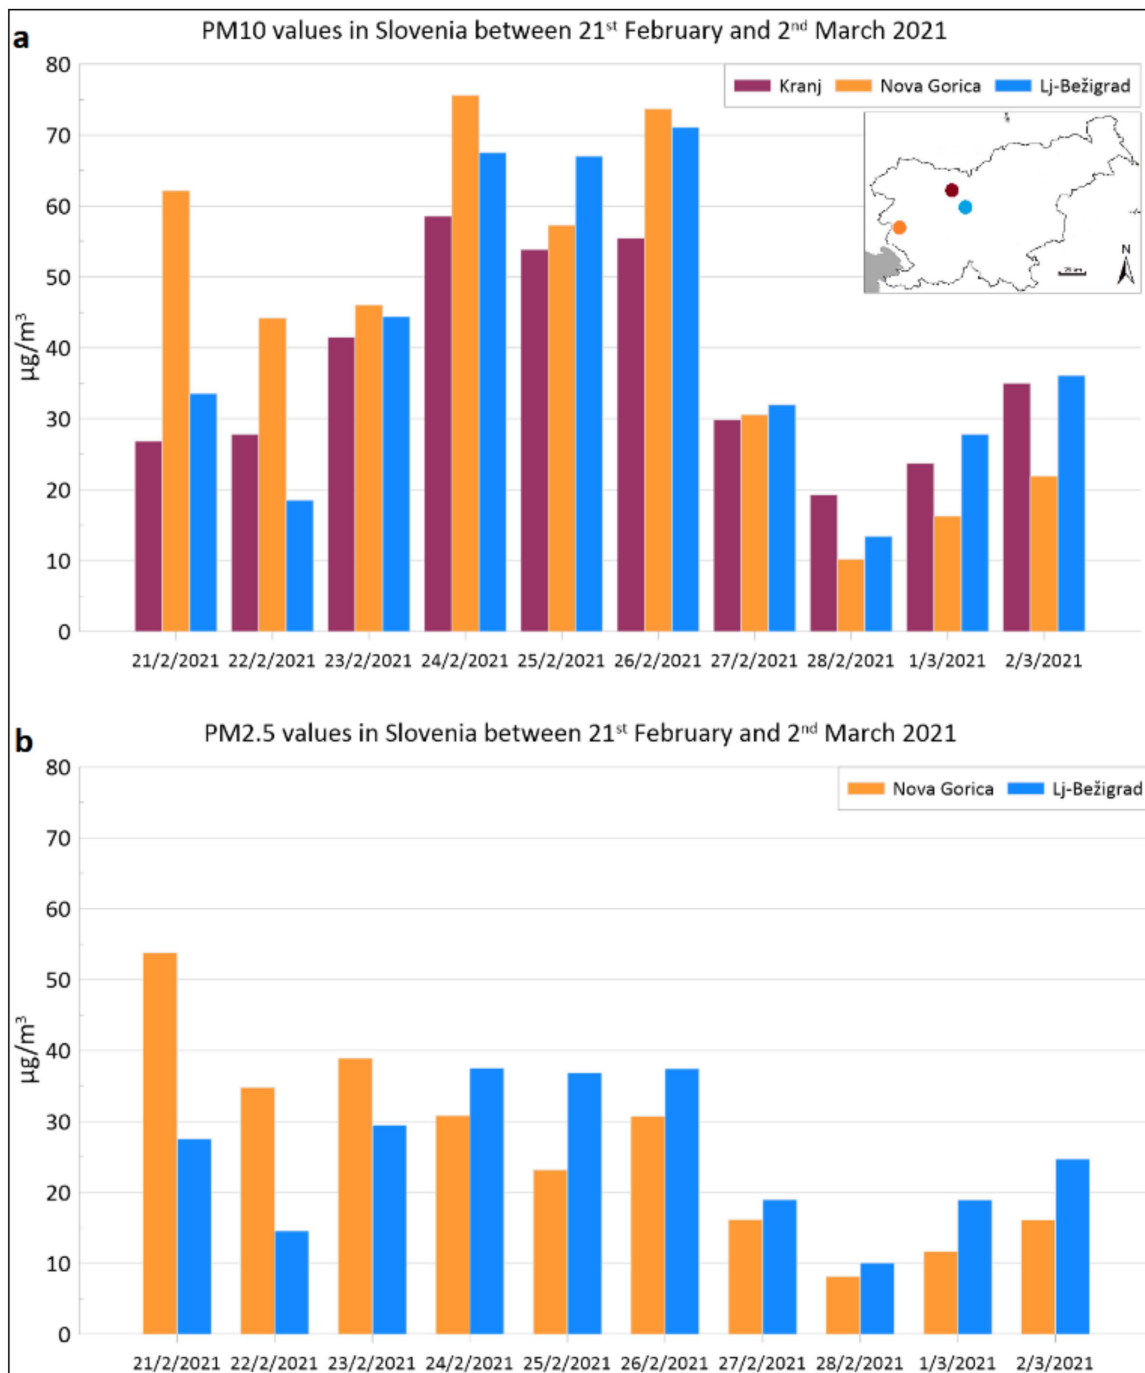 a
PM10 values in Slovenia between 21st February and 2nd March 2021
Kranj Nova Gorica Lj-Bežigrad
N
80
70
60
50
40
30
20
10
0
µg/m³
21/2/2021 22/2/2021 23/2/2021 24/2/2021 25/2/2021 26/2/2021 27/2/2021 28/2/2021 1/3/2021 2/3/2021
b
PM2.5 values in Slovenia between 21st February and 2nd March 2021
Nova Gorica Lj-Bežigrad
80
70
60
50
40
30
20
10
0
µg/m³
21/2/2021 22/2/2021 23/2/2021 24/2/2021 25/2/2021 26/2/2021 27/2/2021 28/2/2021 1/3/2021 2/3/2021